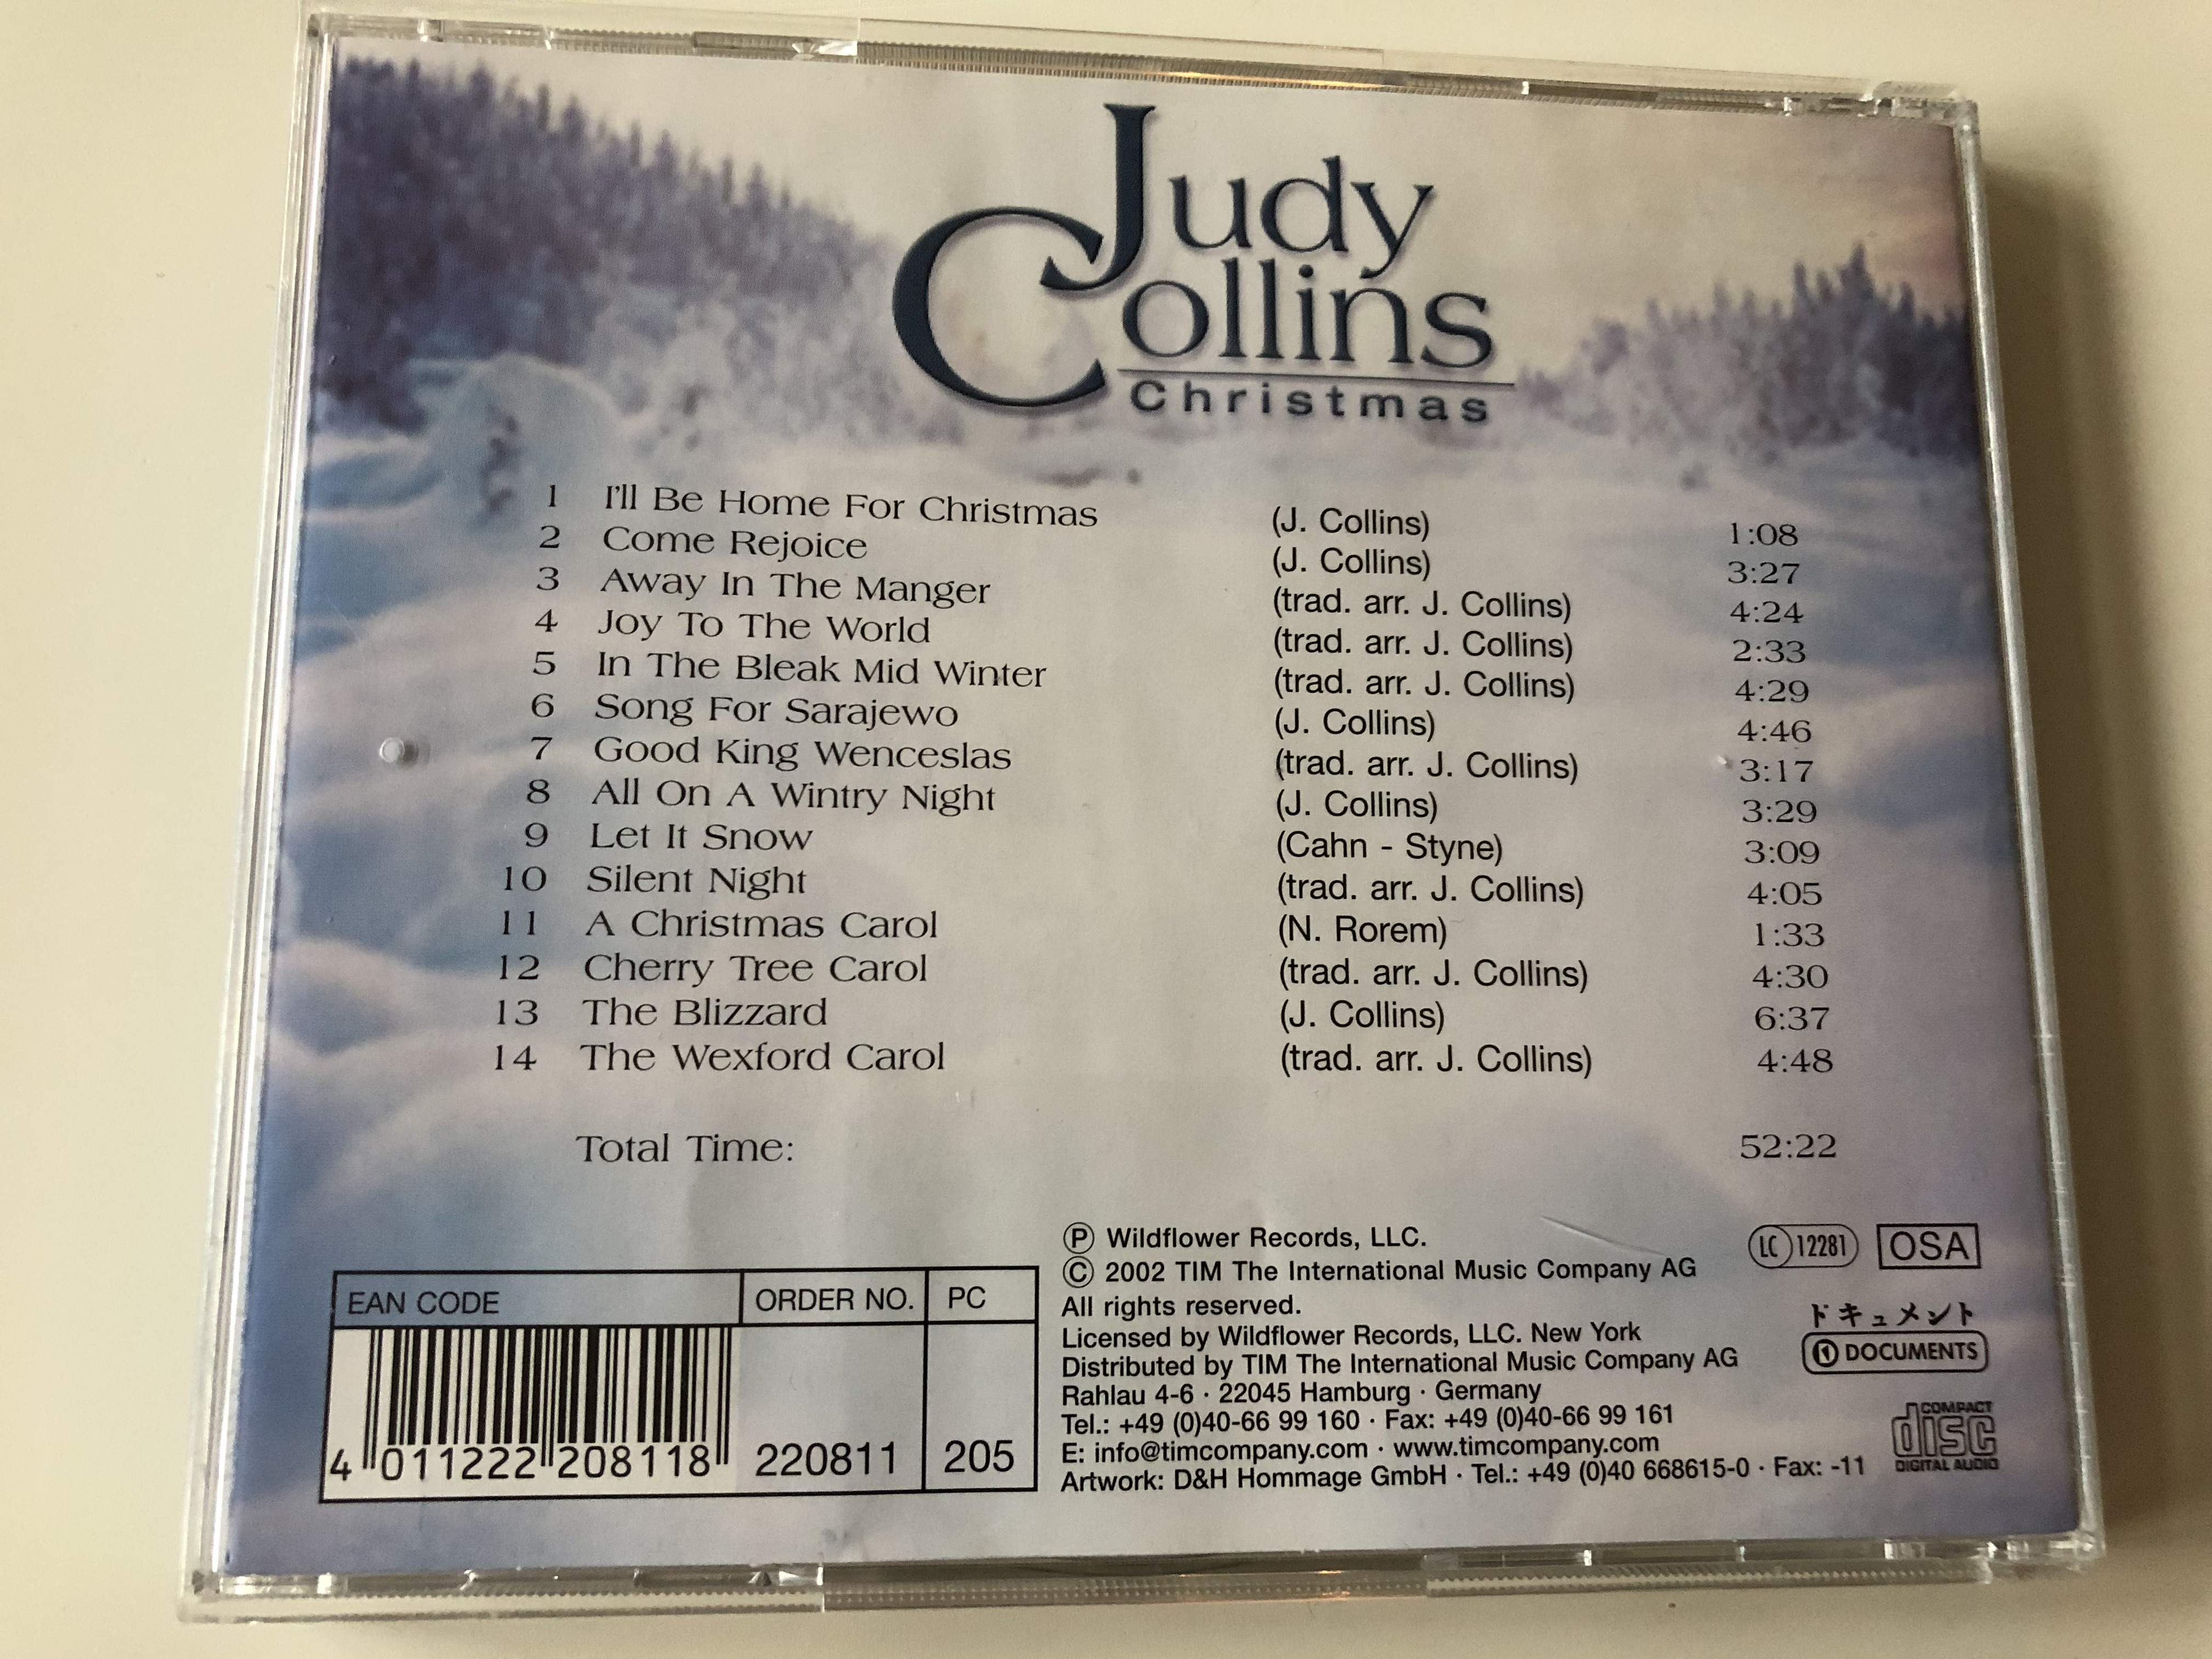 Judy
Collins
Christmas
1 I'll Be Home For Christmas (J. Collins) 1:08
2 Come Rejoice (J. Collins) 3:27
3 Away In The Manger (trad. arr. J. Collins) 4:24
4 Joy To The World (trad. arr. J. Collins) 2:33
5 In The Bleak Mid Winter (trad. arr. J. Collins) 4:29
6 Song For Sarajewo (J. Collins) 4:46
7 Good King Wenceslas (trad. arr. J. Collins) 3:17
8 All On A Wintry Night (J. Collins) 3:29
9 Let It Snow (Cahn - Styne) 3:09
10 Silent Night (trad. arr. J. Collins) 4:05
11 A Christmas Carol (N. Rorem) 1:33
12 Cherry Tree Carol (trad. arr. J. Collins) 4:30
13 The Blizzard (J. Collins) 6:37
14 The Wexford Carol (trad. arr. J. Collins) 4:48
Total Time: 52:22
EAN CODE ORDER NO. PC
4 011222 208118 220811 205
Ⓟ Wildflower Records, LLC.
© 2002 TIM The International Music Company AG
All rights reserved.
Licensed by Wildflower Records, LLC. New York
Distributed by TIM The International Music Company AG
Rahlau 4-6 · 22045 Hamburg · Germany
Tel.: +49 (0)40-66 99 160 · Fax: +49 (0)40-66 99 161
E: info@timcompany.com · www.timcompany.com
Artwork: D&H Hommage GmbH · Tel.: +49 (0)40 668615-0 · Fax: -11
LC 12281 OSA
ドキュメント
1 DOCUMENTS
COMPACT
disc
DIGITAL AUDIO